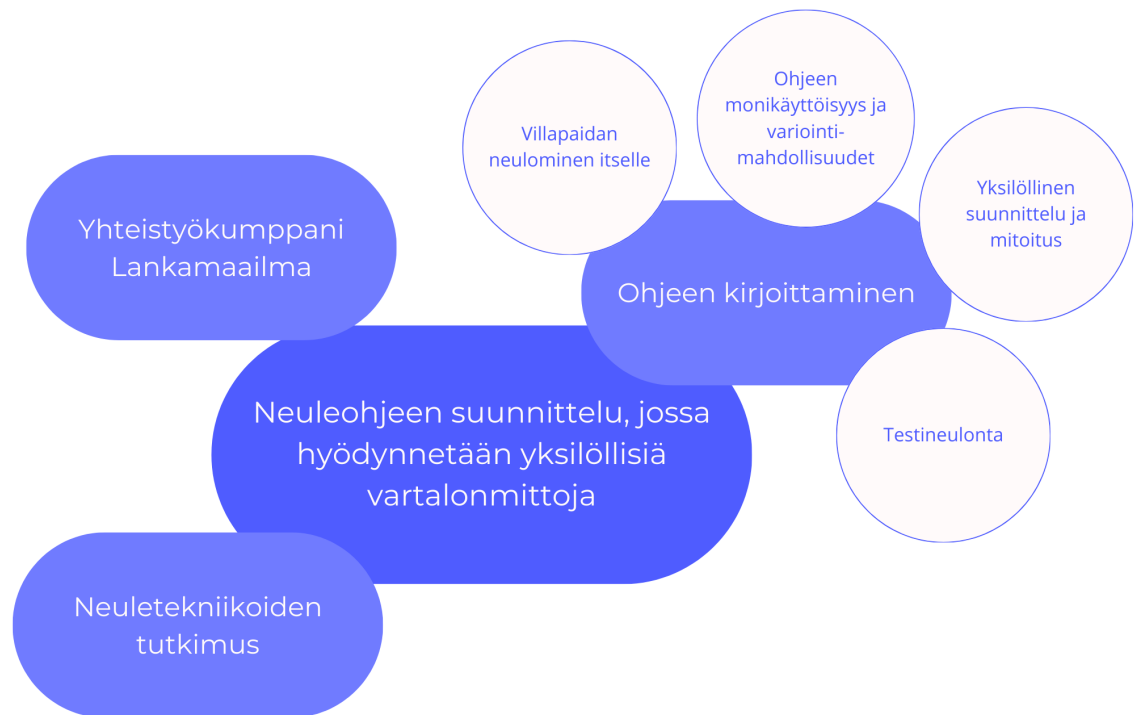 Ohjeen
monikäyttöisyys ja
variointi-
mahdollisuudet
Villapaidan
neulominen itselle
Yksilöllinen
suunnittelu ja
mitoitus
Yhteistyökumppani
Lankamaailma
Ohjeen kirjoittaminen
Neuleohjeen suunnittelu, jossa
hyödynnetään yksilöllisiä
vartalonmittoja
Testineulonta
Neuletekniikoiden
tutkimus